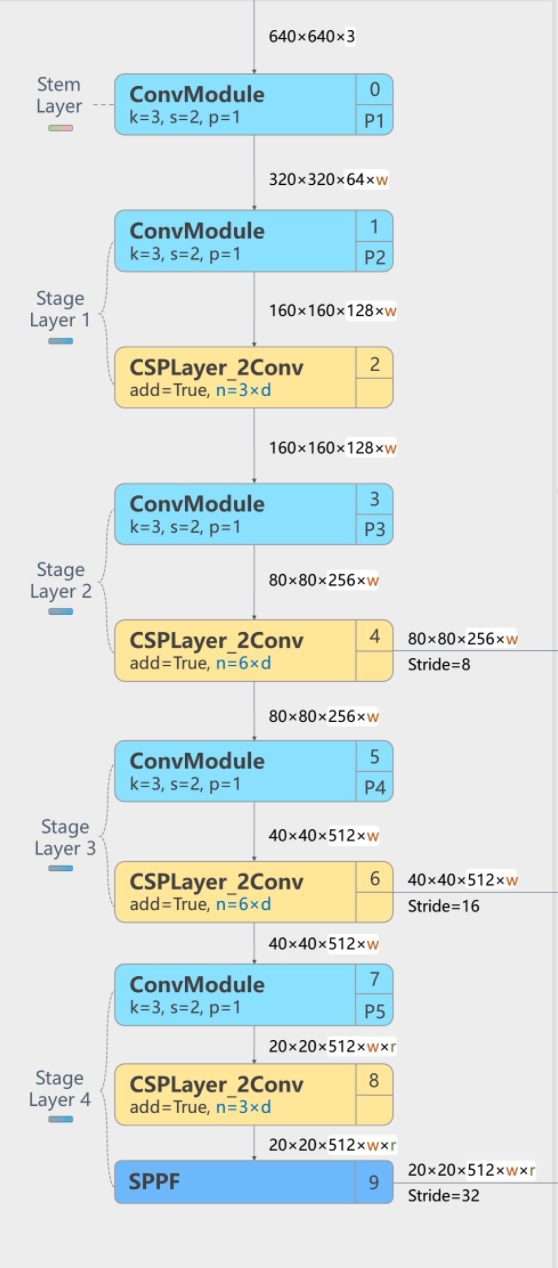 640×640×3
Stem
Layer
ConvModule
k=3, s=2, p=1
0
P1
320×320×64×w
ConvModule
k=3, s=2, p=1
1
P2
Stage
Layer 1
160×160×128×w
CSPLayer_2Conv
add=True, n=3×d
2
160×160×128×w
ConvModule
k=3, s=2, p=1
3
P3
Stage
Layer 2
80×80×256×w
CSPLayer_2Conv
add=True, n=6×d
4
80×80×256×w
Stride=8
80×80×256×w
ConvModule
k=3, s=2, p=1
5
P4
Stage
Layer 3
40×40×512×w
CSPLayer_2Conv
add=True, n=6×d
6
40×40×512×w
Stride=16
40×40×512×w
ConvModule
k=3, s=2, p=1
7
P5
20×20×512×w×r
Stage
Layer 4
CSPLayer_2Conv
add=True, n=3×d
8
20×20×512×w×r
SPPF
9
20×20×512×w×r
Stride=32